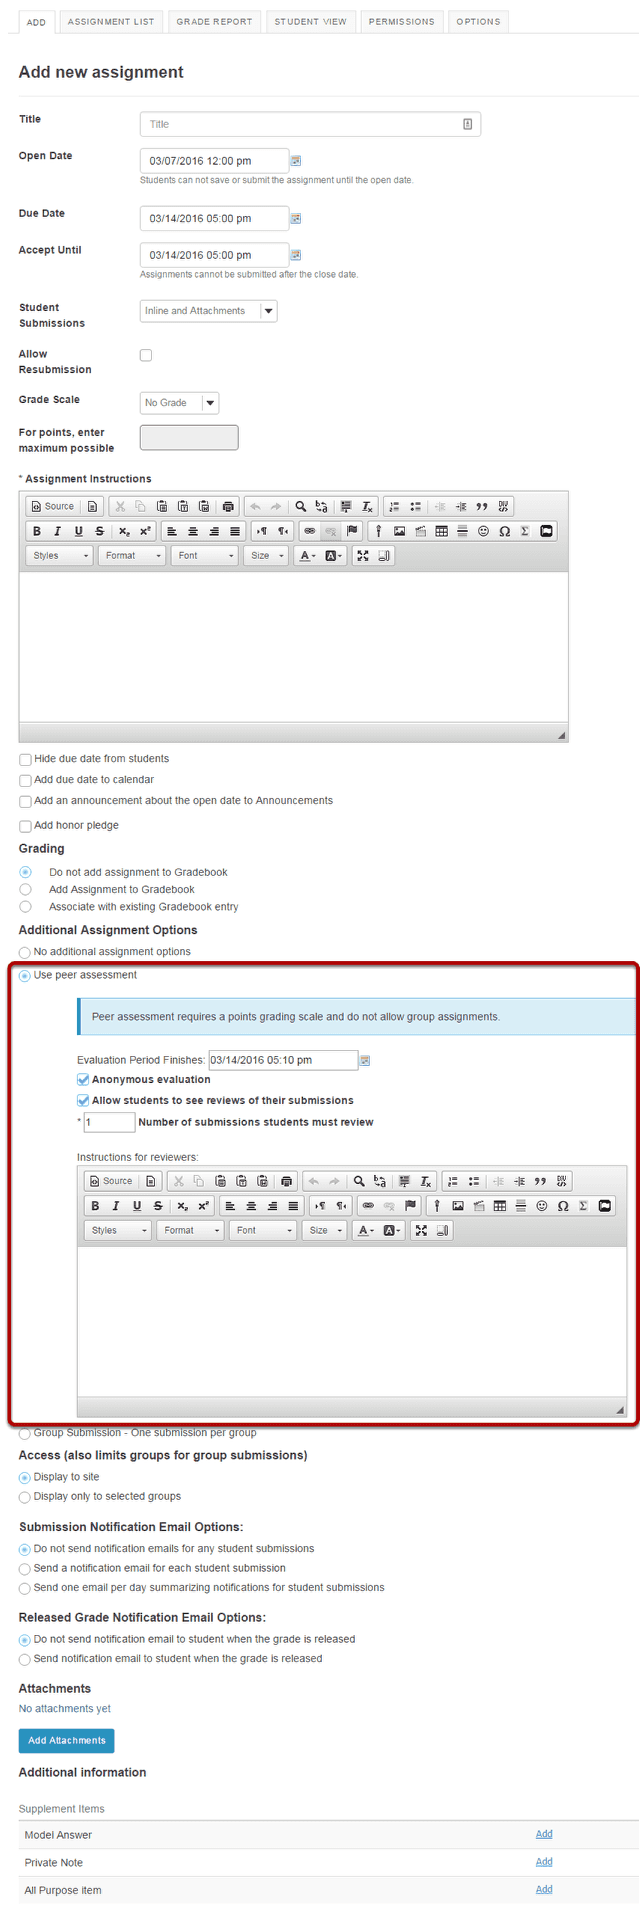 ADD ASSIGNMENT LIST GRADE REPORT STUDENT VIEW PERMISSIONS OPTIONS
Add new assignment
Title
Title
Open Date
03/07/2016 12:00 pm
Students can not save or submit the assignment until the open date.
Due Date
03/14/2016 05:00 pm
Accept Until
03/14/2016 05:00 pm
Assignments cannot be submitted after the close date.
Student
Submissions
Inline and Attachments
Allow
Resubmission
Grade Scale
No Grade
For points, enter
maximum possible
* Assignment Instructions
Source
B I U S x₂ x²
Styles Format Font Size A A
Hide due date from students
Add due date to calendar
Add an announcement about the open date to Announcements
Add honor pledge
Grading
Do not add assignment to Gradebook
Add Assignment to Gradebook
Associate with existing Gradebook entry
Additional Assignment Options
No additional assignment options
Use peer assessment
Peer assessment requires a points grading scale and do not allow group assignments.
Evaluation Period Finishes: 03/14/2016 05:10 pm
Anonymous evaluation
Allow students to see reviews of their submissions
* 1 Number of submissions students must review
Instructions for reviewers:
Source
B I U S x₂ x²
Styles Format Font Size A A
Group Submission - One submission per group
Access (also limits groups for group submissions)
Display to site
Display only to selected groups
Submission Notification Email Options:
Do not send notification emails for any student submissions
Send a notification email for each student submission
Send one email per day summarizing notifications for student submissions
Released Grade Notification Email Options:
Do not send notification email to student when the grade is released
Send notification email to student when the grade is released
Attachments
No attachments yet
Add Attachments
Additional information
Supplement Items
Model Answer Add
Private Note Add
All Purpose item Add